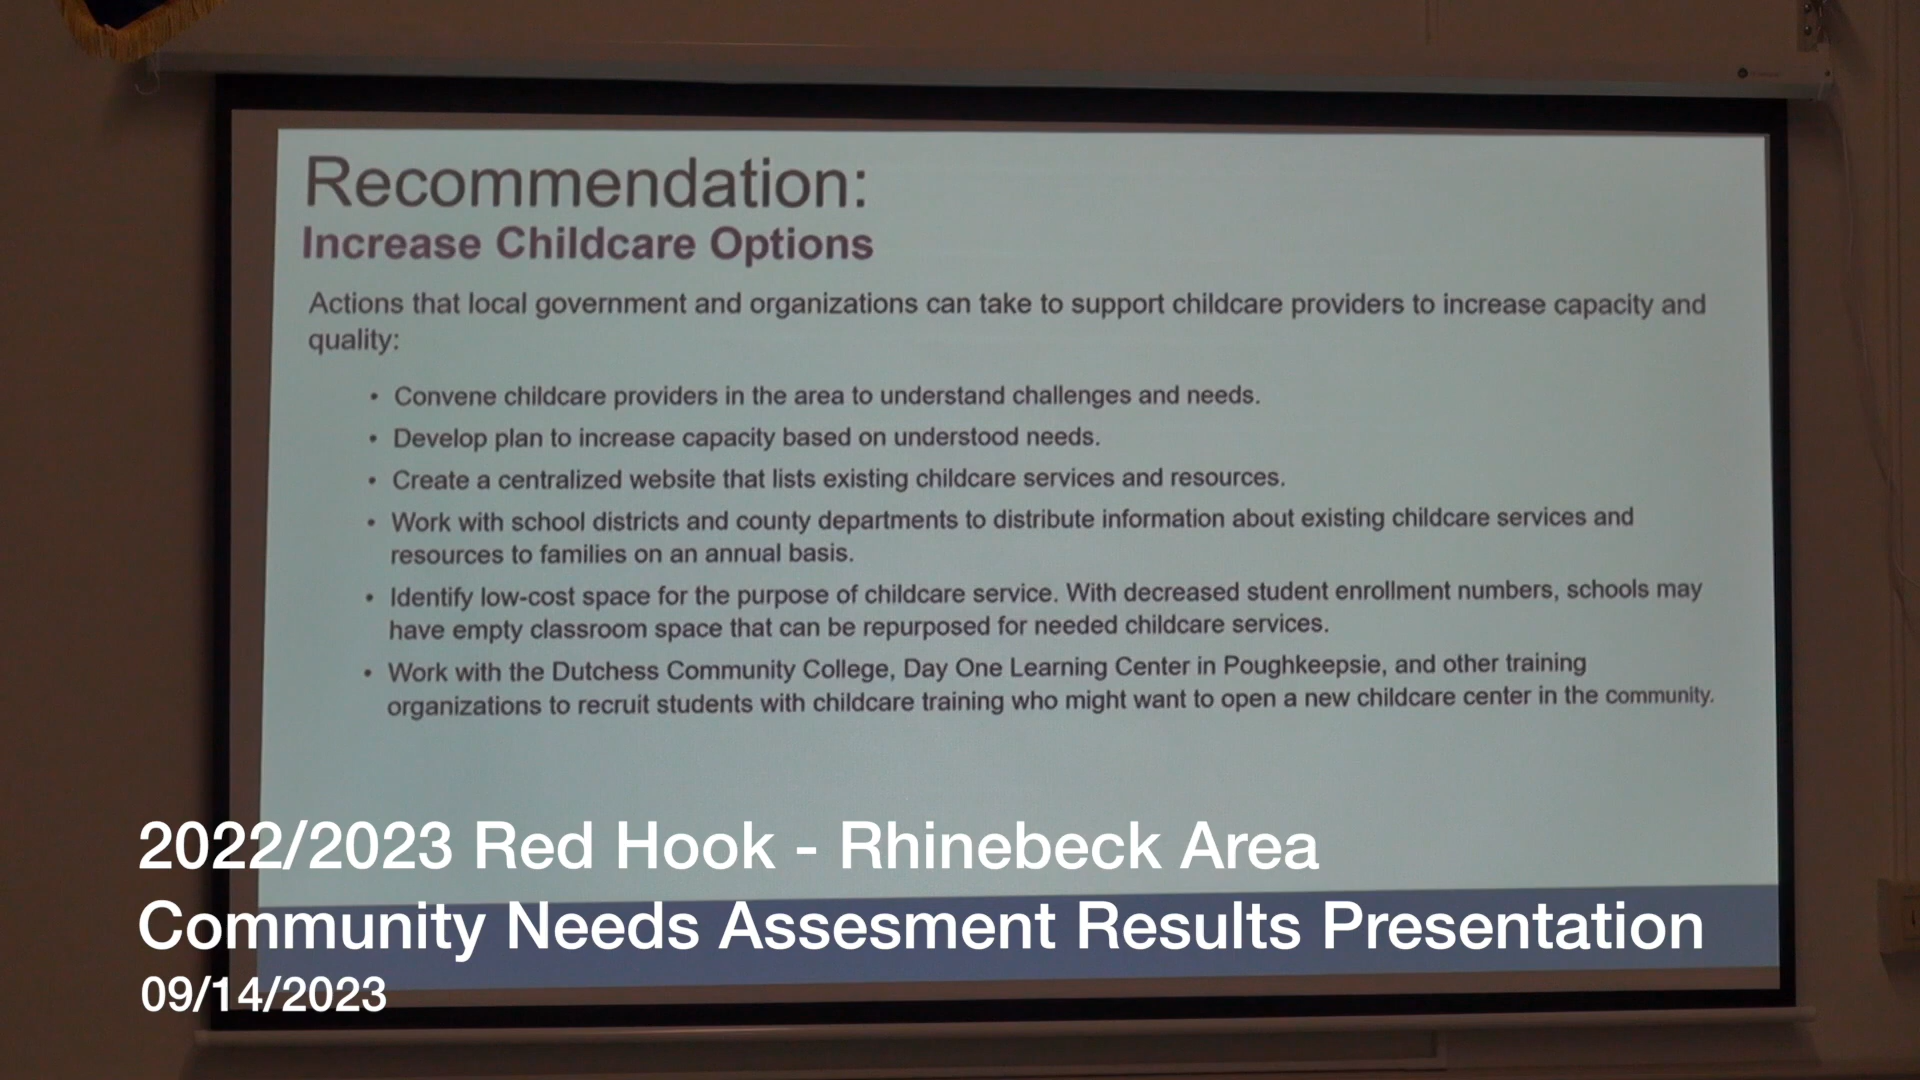 Recommendation:
Increase Childcare Options
Actions that local government and organizations can take to support childcare providers to increase capacity and
quality:
• Convene childcare providers in the area to understand challenges and needs.
• Develop plan to increase capacity based on understood needs.
• Create a centralized website that lists existing childcare services and resources.
• Work with school districts and county departments to distribute information about existing childcare services and
resources to families on an annual basis.
• Identify low-cost space for the purpose of childcare service. With decreased student enrollment numbers, schools may
have empty classroom space that can be repurposed for needed childcare services.
• Work with the Dutchess Community College, Day One Learning Center in Poughkeepsie, and other training
organizations to recruit students with childcare training who might want to open a new childcare center in the community.
2022/2023 Red Hook - Rhinebeck Area
Community Needs Assesment Results Presentation
09/14/2023